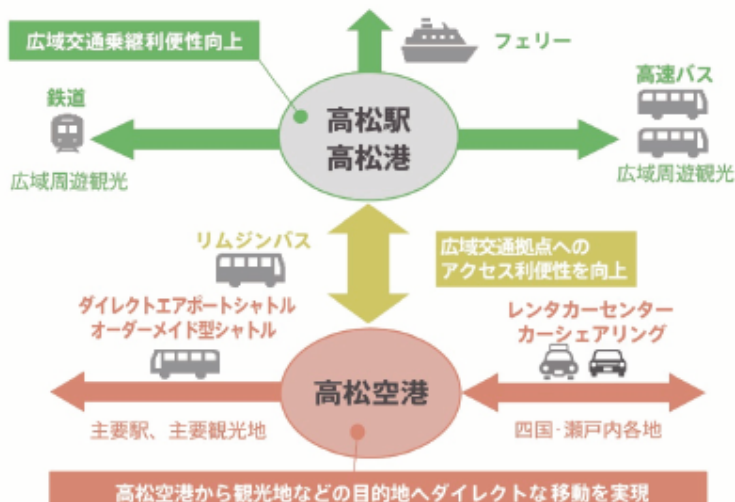 広域交通乗継利便性向上
フェリー
高速バス
鉄道
高松駅
高松港
広域周遊観光
広域周遊観光
リムジンバス
広域交通拠点への
アクセス利便性を向上
ダイレクトエアポートシャトル
オーダーメイド型シャトル
レンタカーセンター
カーシェアリング
高松空港
主要駅、主要観光地
四国・瀬戸内各地
高松空港から観光地などの目的地へダイレクトな移動を実現